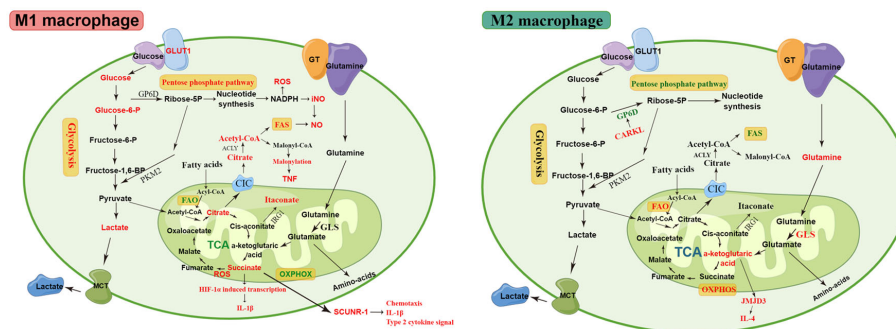 M1 macrophage
Glucose
GLUT1
GT
Glutamine
Glucose
Pentose phosphate pathway
ROS
GP6D
Glucose-6-P
Ribose-5P
Nucleotide
synthesis
NADPH
iNO
FAS
NO
Acetyl-CoA
Glycolysis
Fructose-6-P
ACLY
Malonyl-CoA
Citrate
Malonylation
TNF
Glutamine
Fructose-1,6-BP
PKM2
Fatty acids
CIC
Pyruvate
Acyl-CoA
FAO
Acetyl-CoA
Citrate
Itaconate
IRG1
Lactate
Oxaloacetate
Cis-aconitate
Glutamine
GLS
TCA
a-ketoglutaric
acid
Glutamate
Malate
Fumarate
Succinate
ROS
OXPHOX
Amino-acids
MCT
Lactate
HIF-1α induced transcription
IL-1β
SCUNR-1
Chemotaxis
IL-1β
Type 2 cytokine signal
M2 macrophage
Glucose
GLUT1
GT
Glutamine
Glucose
Pentose phosphate pathway
Glucose-6-P
GP6D
CARKL
Ribose-5P
Nucleotide
synthesis
FAS
Acetyl-CoA
Glycolysis
Fructose-6-P
ACLY
Malonyl-CoA
Citrate
Glutamine
Fructose-1,6-BP
PKM2
Fatty acids
CIC
Pyruvate
Acyl-CoA
FAO
Acetyl-CoA
Citrate
Itaconate
IRG1
Lactate
Oxaloacetate
Cis-aconitate
Glutamine
GLS
TCA
a-ketoglutaric
acid
Glutamate
Malate
Fumarate
Succinate
OXPHOS
JMJD3
IL-4
Amino-acids
MCT
Lactate